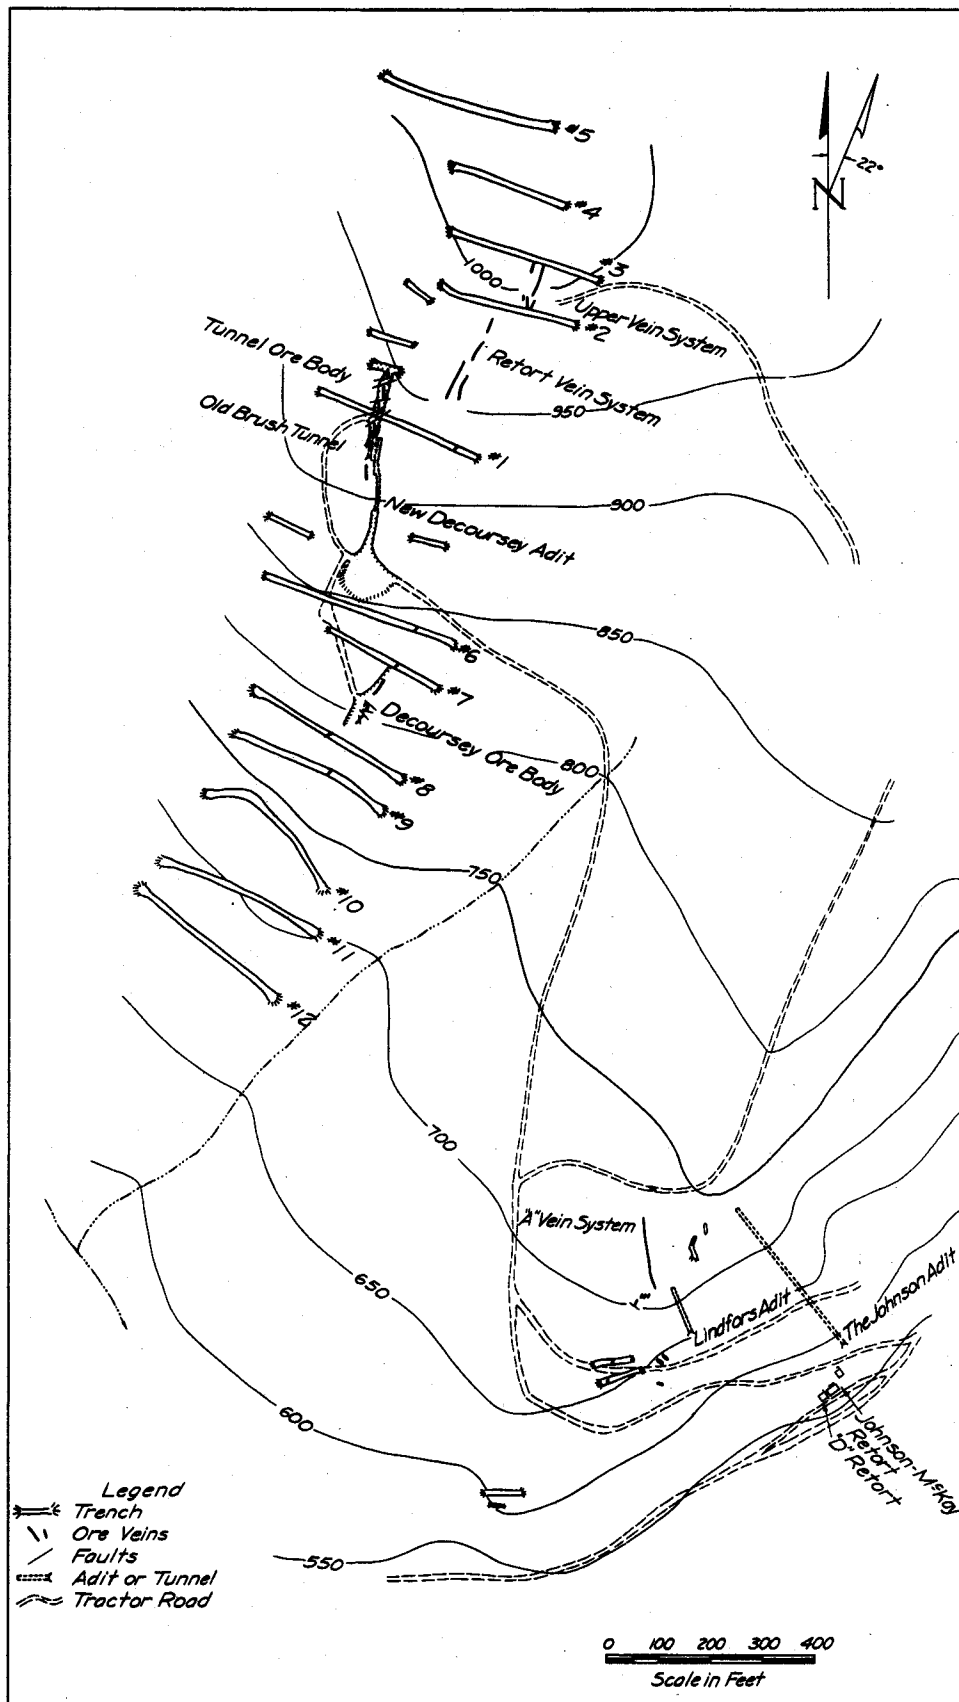 #5
22°
N
#4
#3
1000
Upper Vein System
#2
Tunnel Ore Body
Retort Vein System
950
Old Brush Tunnel
#1
900
New Decoursey Adit
850
#6
#7
Decoursey Ore Body
800
#8
#9
750
#10
#11
#12
700
"A" Vein System
650
Lindfors Adit
The Johnson Adit
600
Johnson-McKay
Retort
"D" Retort
550
Legend
Trench
Ore Veins
Faults
Adit or Tunnel
Tractor Road
0 100 200 300 400
Scale in Feet